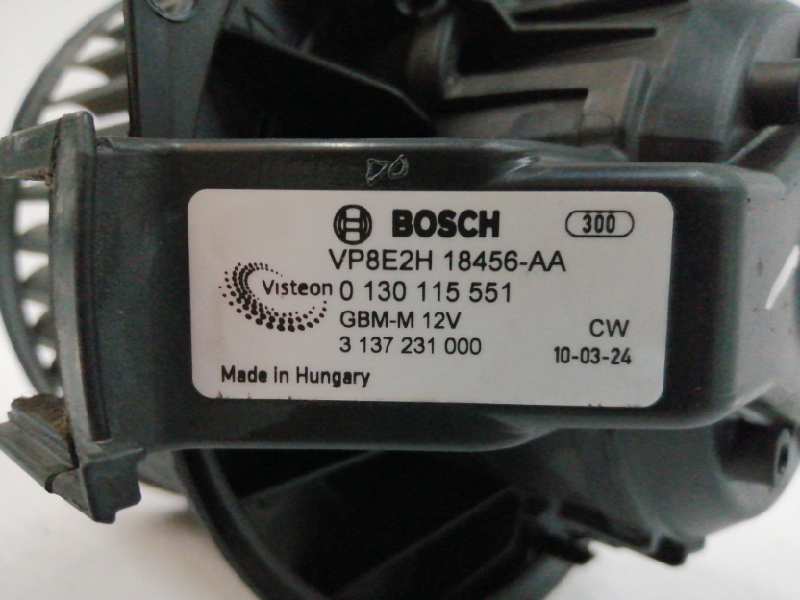 BOSCH 300
VP8E2H 18456-AA
Visteon 0 130 115 551
GBM-M 12V CW
3 137 231 000 10-03-24
Made in Hungary